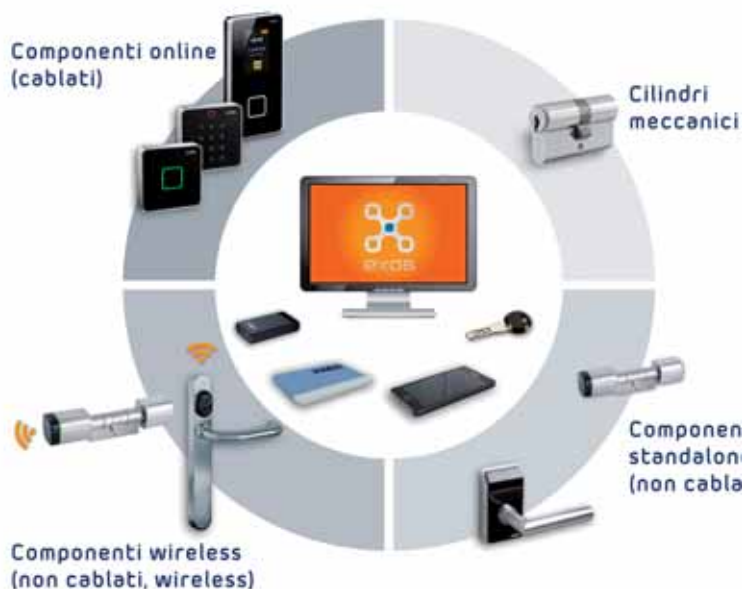 Componenti online
(cablati)
Cilindri
meccanici
exos
Componen
standalone
(non cabla
Componenti wireless
(non cablati, wireless)